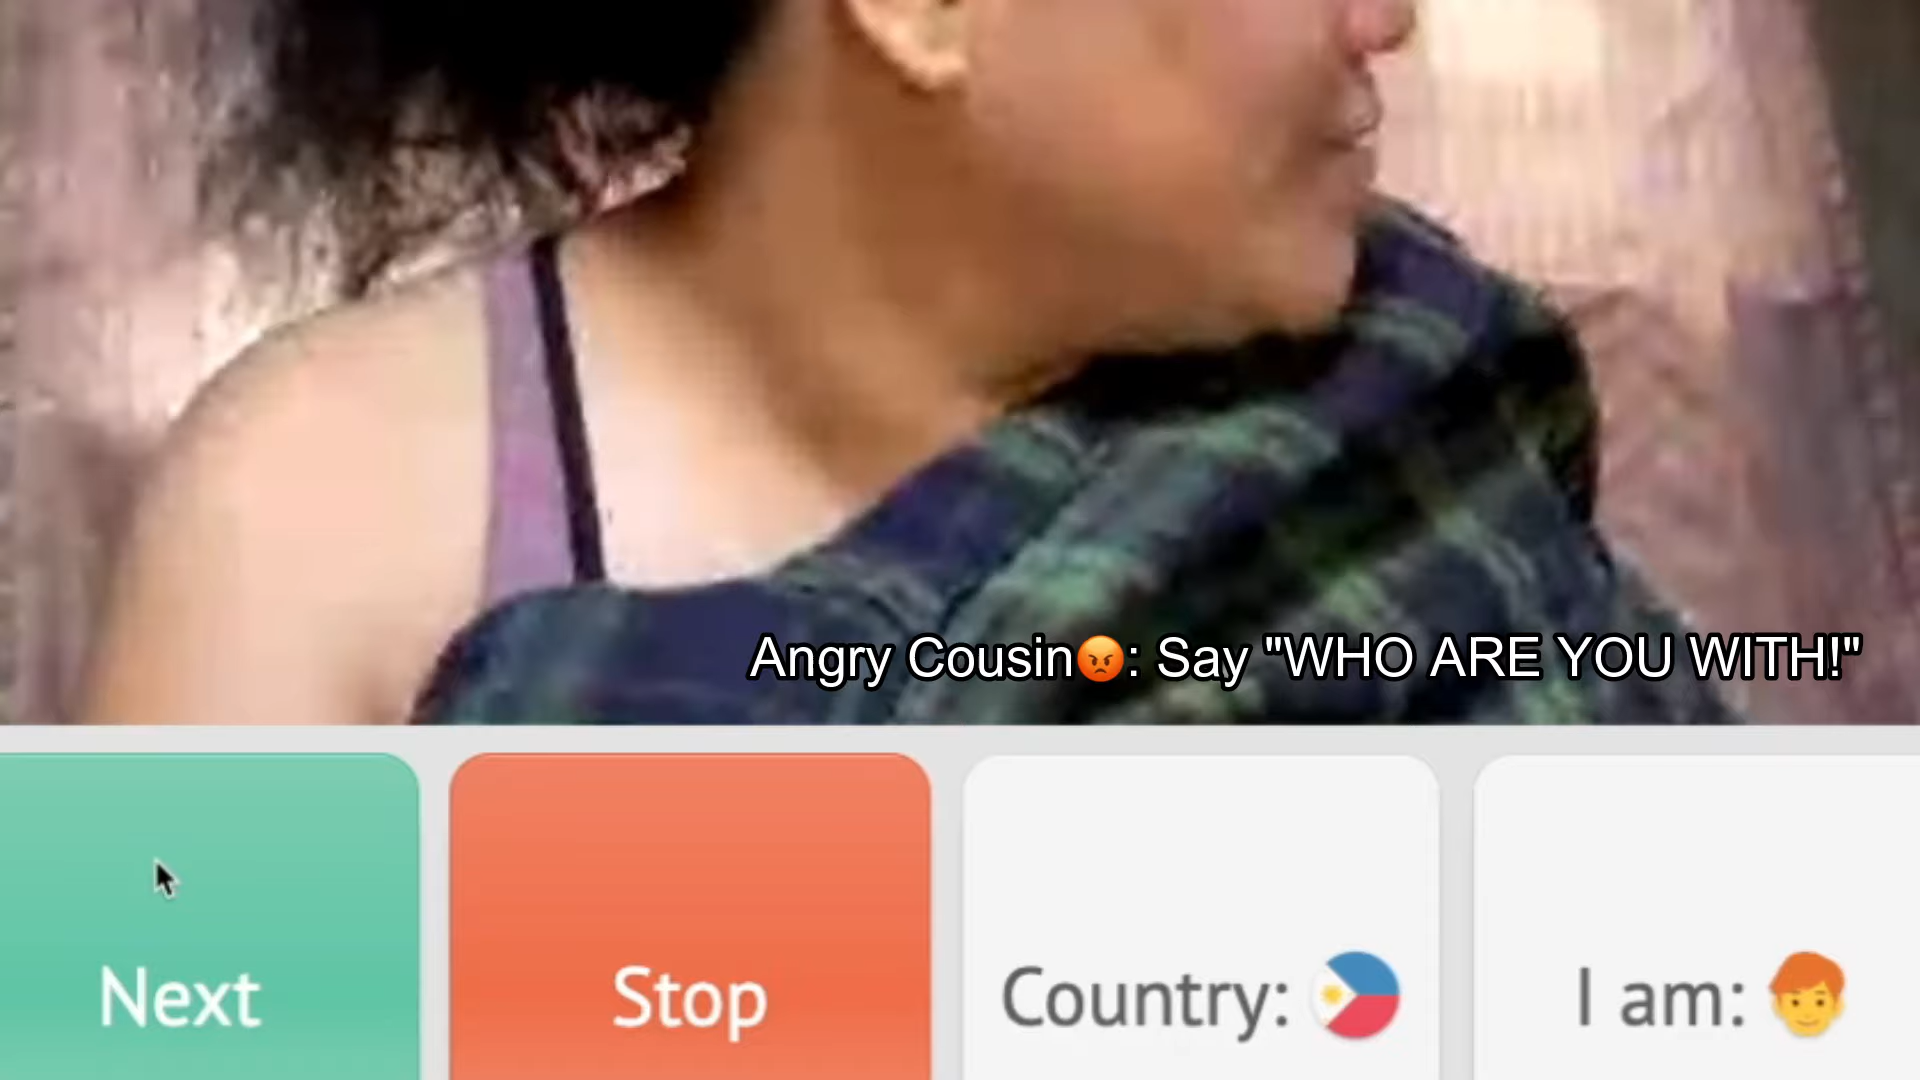 Angry Cousin😡: Say "WHO ARE YOU WITH!"
Next
Stop
Country:
I am: